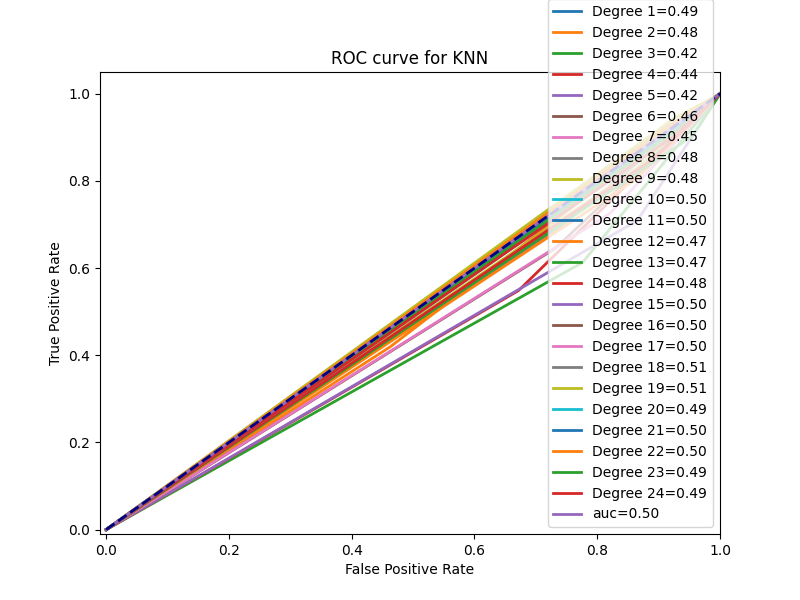 ROC curve for KNN
Degree 1=0.49
Degree 2=0.48
Degree 3=0.42
Degree 4=0.44
Degree 5=0.42
Degree 6=0.46
Degree 7=0.45
Degree 8=0.48
Degree 9=0.48
Degree 10=0.50
Degree 11=0.50
Degree 12=0.47
Degree 13=0.47
Degree 14=0.48
Degree 15=0.50
Degree 16=0.50
Degree 17=0.50
Degree 18=0.51
Degree 19=0.51
Degree 20=0.49
Degree 21=0.50
Degree 22=0.50
Degree 23=0.49
Degree 24=0.49
auc=0.50
True Positive Rate
1.0
0.8
0.6
0.4
0.2
0.0
0.0 0.2 0.4 0.6 0.8 1.0
False Positive Rate